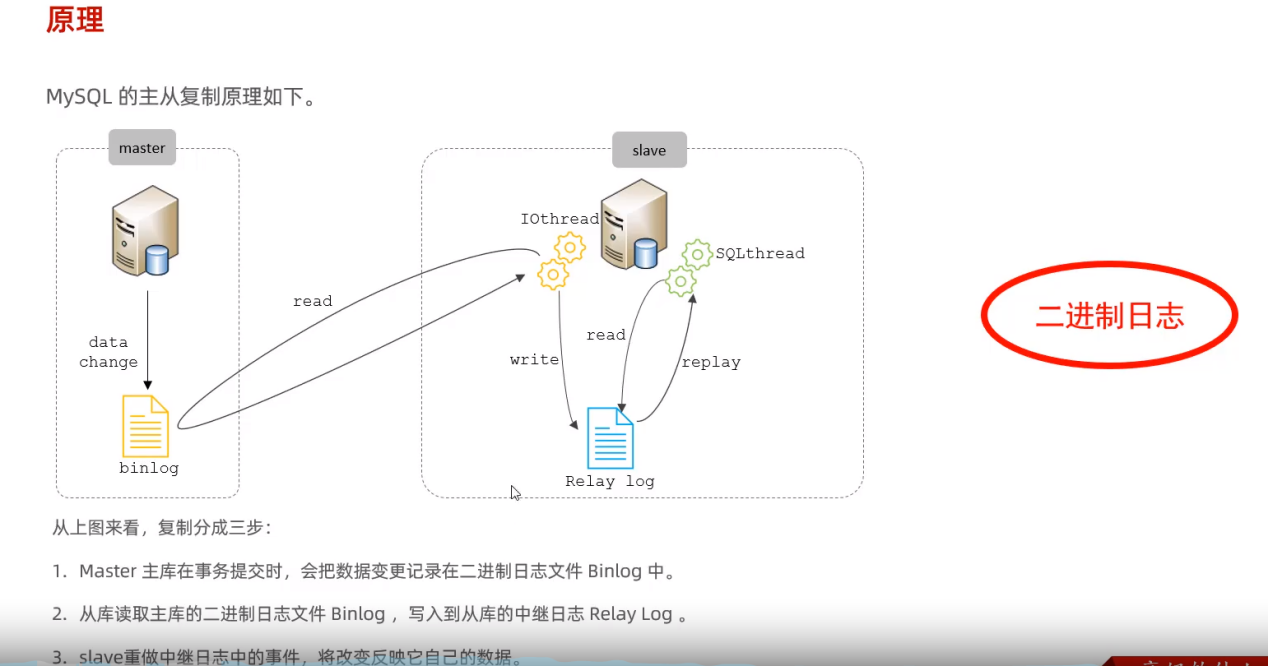 原理
MySQL 的主从复制原理如下。
master
slave
IOthread
SQLthread
read
data
change
read
write
replay
binlog
Relay log
二进制日志
从上图来看，复制分成三步：
1. Master 主库在事务提交时，会把数据变更记录在二进制日志文件 Binlog 中。
2. 从库读取主库的二进制日志文件 Binlog ，写入到从库的中继日志 Relay Log 。
3. slave重做中继日志中的事件，将改变反映它自己的数据。